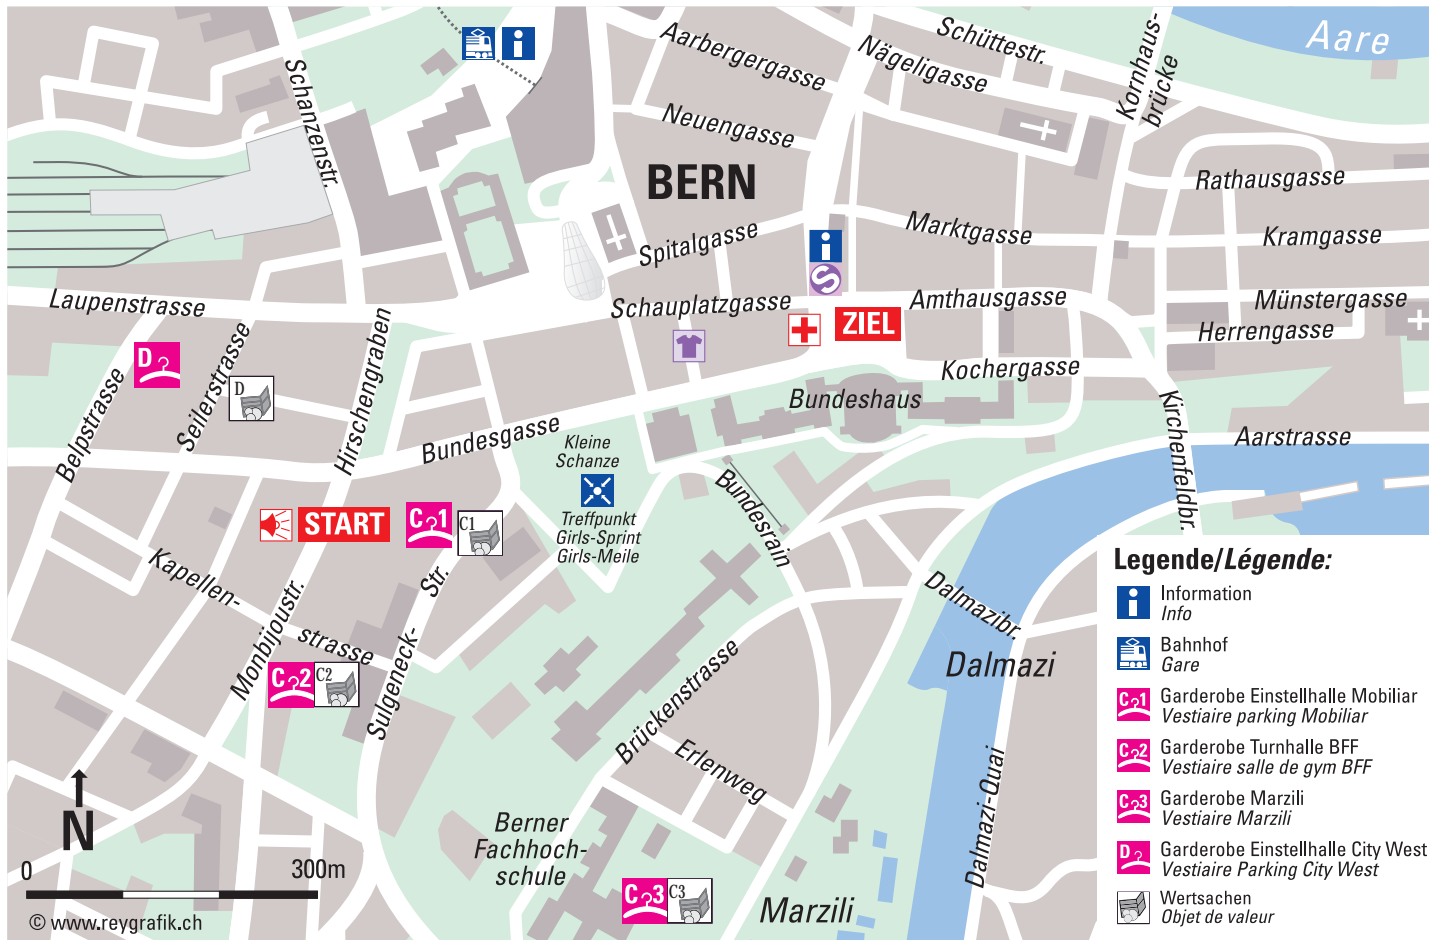 Aare
Schüttestr.
Kornhaus-
brücke
Aarbergergasse
Nägeligasse
Schanzenstr.
Neuengasse
BERN
Rathausgasse
Spitalgasse
Marktgasse
Kramgasse
i
i
S
Laupenstrasse
Schauplatzgasse
Amthausgasse
Münstergasse
Herrengasse
ZIEL
D
D
Belpstrasse
Seilerstrasse
Hirschengraben
Kochergasse
Bundeshaus
Kirchenfeldbr.
Aarstrasse
Bundesgasse
Kleine
Schanze
Treffpunkt
Girls-Sprint
Girls-Meile
Bundesrain
START
C1
C1
Kapellen-
strasse
Monbijoustr.
Sulgeneck-
Str.
C2
C2
Dalmazibr.
Dalmazi
Brückenstrasse
Erlenweg
Dalmazi-Quai
Berner
Fachhoch-
schule
C3
C3
Marzili
N
0
300m
© www.reygrafik.ch
Legende/Légende:
i
Information
Info
Bahnhof
Gare
C1
Garderobe Einstellhalle Mobiliar
Vestiaire parking Mobiliar
C2
Garderobe Turnhalle BFF
Vestiaire salle de gym BFF
C3
Garderobe Marzili
Vestiaire Marzili
D
Garderobe Einstellhalle City West
Vestiaire Parking City West
Wertsachen
Objet de valeur